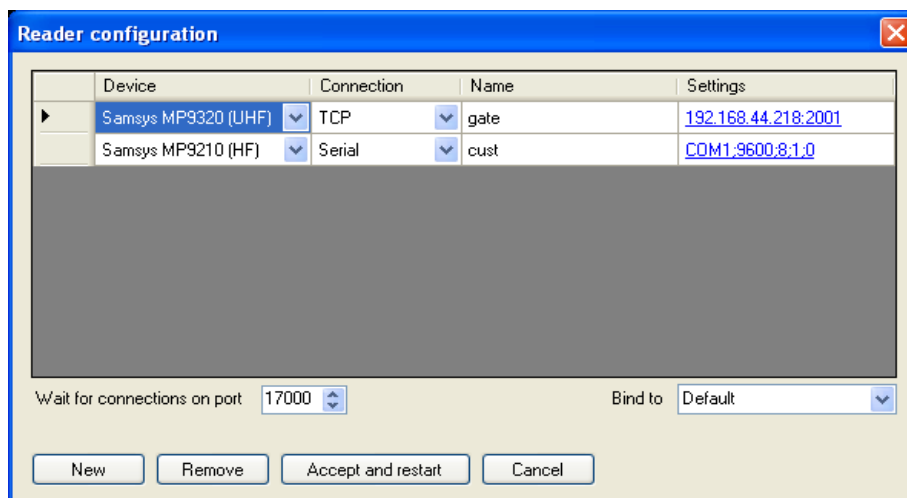 Reader configuration
Device Connection Name Settings
Samsys MP9320 (UHF) TCP gate 192.168.44.218:2001
Samsys MP9210 (HF) Serial cust COM1;9600;8;1;0
Wait for connections on port 17000 Bind to Default
New Remove Accept and restart Cancel